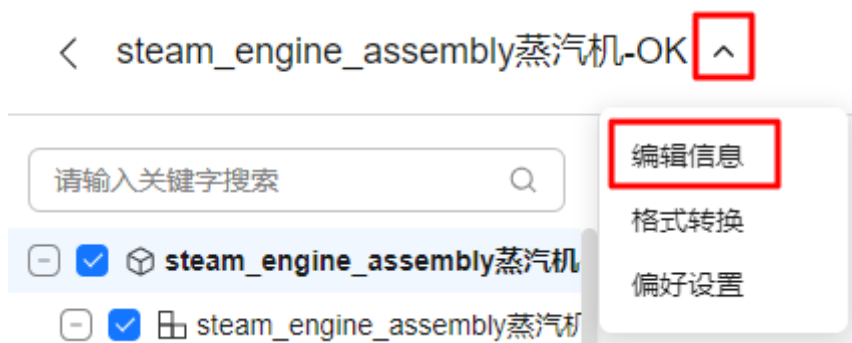 steam_engine_assembly蒸汽机-OK
请输入关键字搜索
steam_engine_assembly蒸汽机
steam_engine_assembly蒸汽机
编辑信息
格式转换
偏好设置